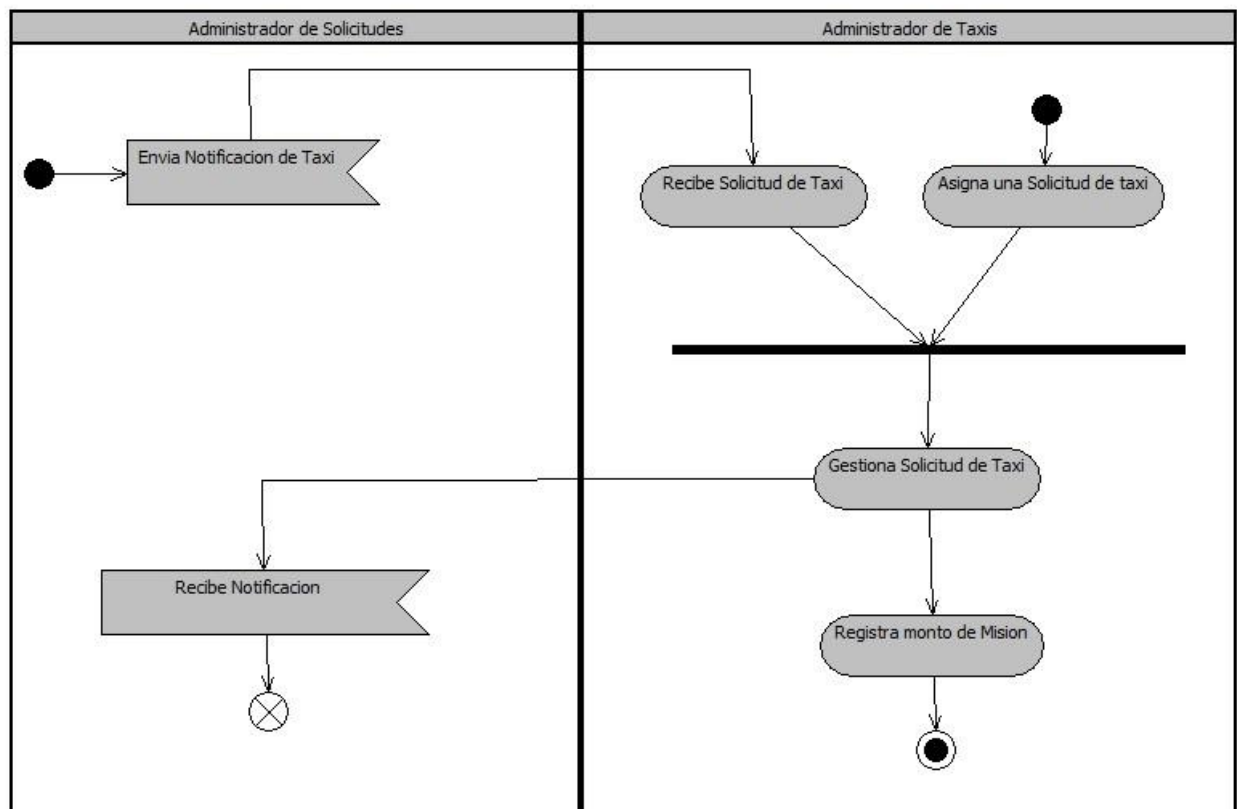 Administrador de Solicitudes
Administrador de Taxis
Envia Notificacion de Taxi
Recibe Solicitud de Taxi
Asigna una Solicitud de taxi
Gestiona Solicitud de Taxi
Recibe Notificacion
Registra monto de Mision